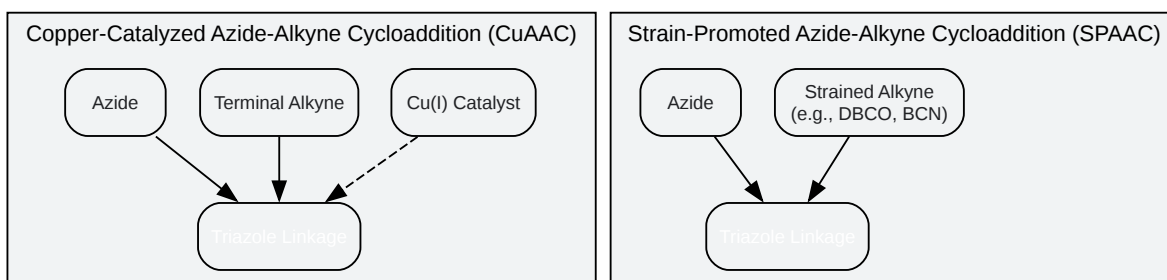 Copper-Catalyzed Azide-Alkyne Cycloaddition (CuAAC)
Azide
Terminal Alkyne
Cu(I) Catalyst
Triazole Linkage
Strain-Promoted Azide-Alkyne Cycloaddition (SPAAC)
Azide
Strained Alkyne
(e.g., DBCO, BCN)
Triazole Linkage